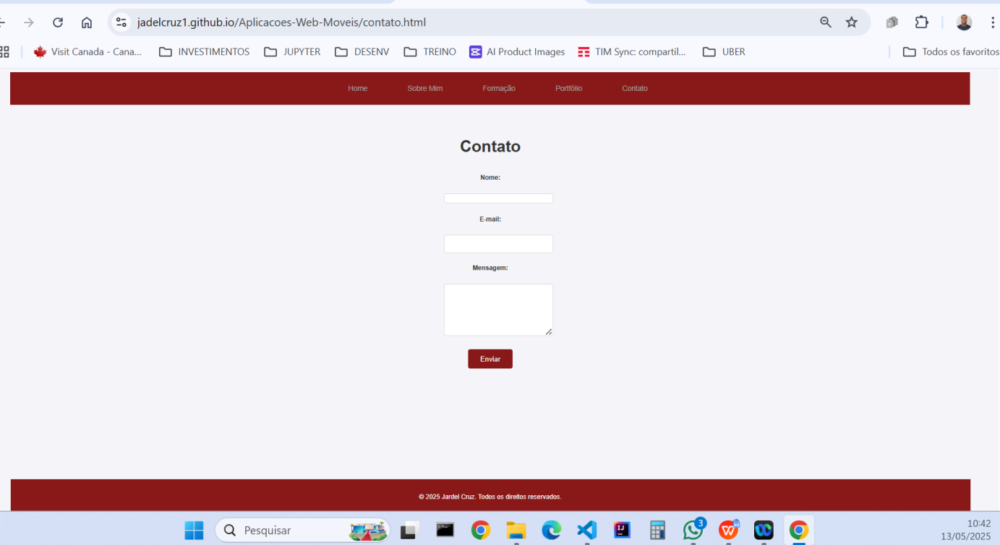 jadelcruz1.github.io/Aplicacoes-Web-Moveis/contato.html
Visit Canada - Cana... INVESTIMENTOS JUPYTER DESENV TREINO AI Product Images TIM Sync: compartil... UBER Todos os favoritos
Home Sobre Mim Formação Portfólio Contato
Contato
Nome:
E-mail:
Mensagem:
Enviar
© 2025 Jardel Cruz. Todos os direitos reservados.
Pesquisar
3
10:42
13/05/2025